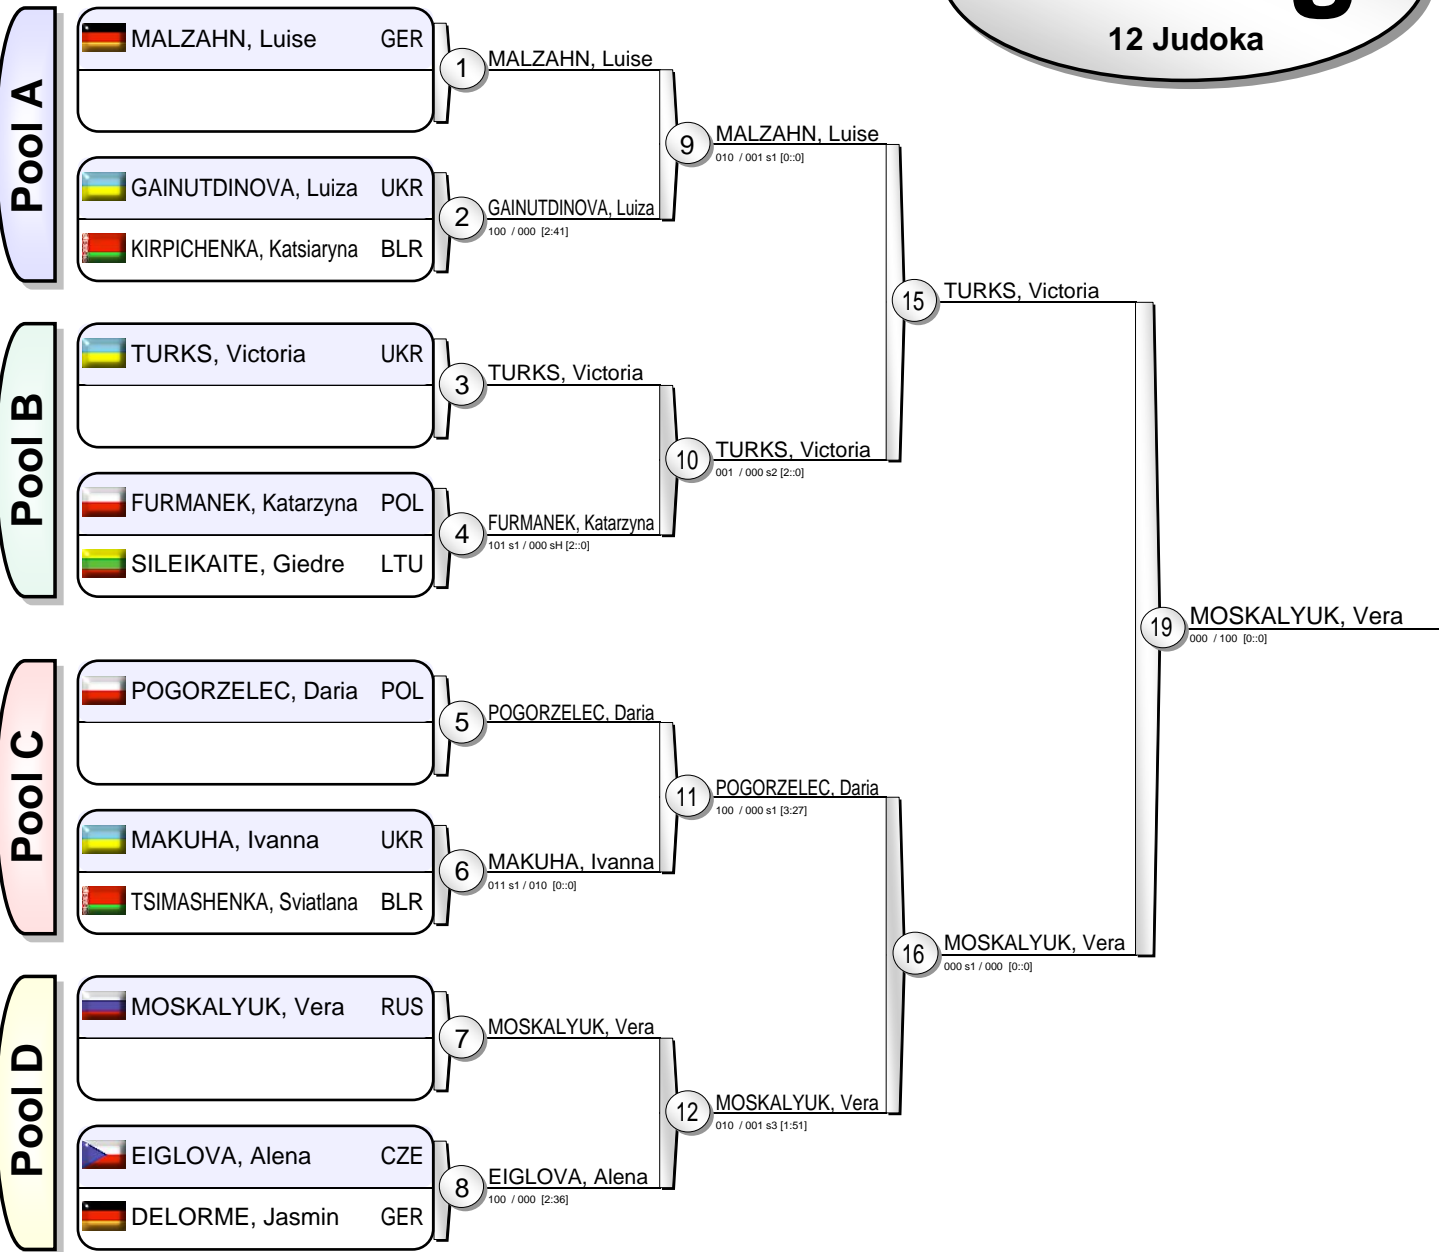 12 Judoka
Pool A
MALZAHN, Luise GER
GAINUTDINOVA, Luiza UKR
KIRPICHENKA, Katsiaryna BLR
1
MALZAHN, Luise
2
GAINUTDINOVA, Luiza
100 / 000 [2:41]
9
MALZAHN, Luise
010 / 001 s1 [0::0]
Pool B
TURKS, Victoria UKR
FURMANEK, Katarzyna POL
SILEIKAITE, Giedre LTU
3
TURKS, Victoria
4
FURMANEK, Katarzyna
101 s1 / 000 sH [2::0]
10
TURKS, Victoria
001 / 000 s2 [2::0]
15
TURKS, Victoria
Pool C
POGORZELEC, Daria POL
MAKUHA, Ivanna UKR
TSIMASHENKA, Sviatlana BLR
5
POGORZELEC, Daria
6
MAKUHA, Ivanna
011 s1 / 010 [0::0]
11
POGORZELEC, Daria
100 / 000 s1 [3:27]
Pool D
MOSKALYUK, Vera RUS
EIGLOVA, Alena CZE
DELORME, Jasmin GER
7
MOSKALYUK, Vera
8
EIGLOVA, Alena
100 / 000 [2:36]
12
MOSKALYUK, Vera
010 / 001 s3 [1:51]
16
MOSKALYUK, Vera
000 s1 / 000 [0::0]
19
MOSKALYUK, Vera
000 / 100 [0::0]